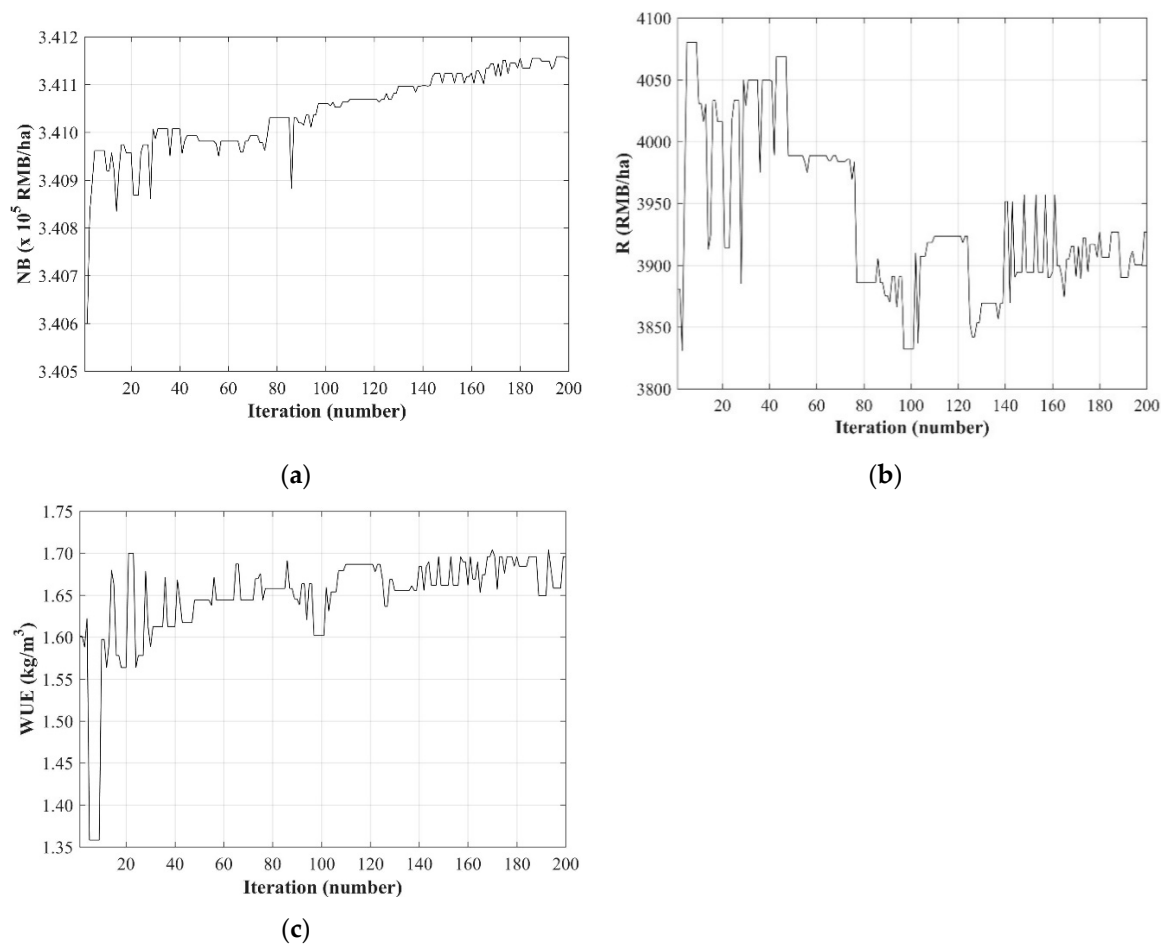 3.412
3.411
3.410
3.409
3.408
3.407
3.406
3.405
NB (x 10⁵ RMB/ha)
20 40 60 80 100 120 140 160 180 200
Iteration (number)
(a)
4100
4050
4000
3950
3900
3850
3800
R (RMB/ha)
20 40 60 80 100 120 140 160 180 200
Iteration (number)
(b)
1.75
1.70
1.65
1.60
1.55
1.50
1.45
1.40
1.35
WUE (kg/m³)
20 40 60 80 100 120 140 160 180 200
Iteration (number)
(c)